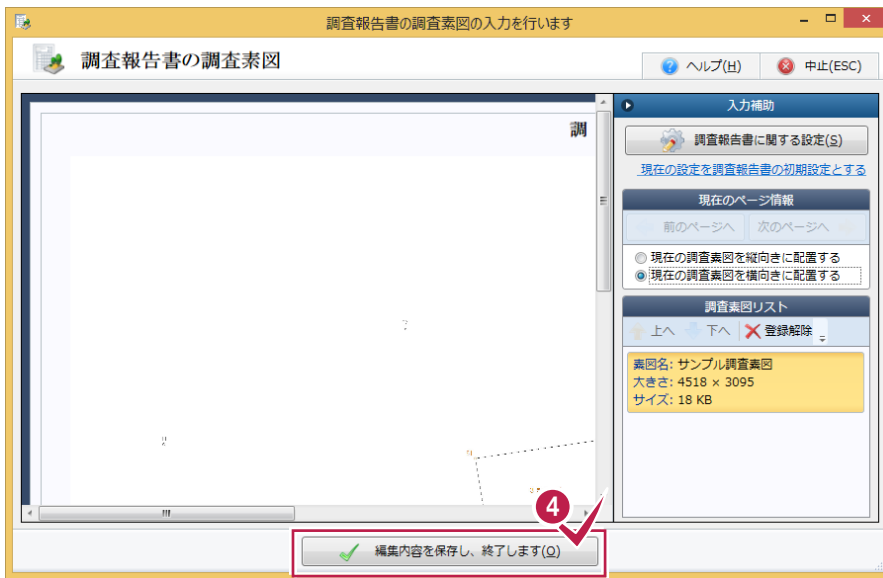 調査報告書の調査素図の入力を行います
調査報告書の調査素図
ヘルプ(H)
中止(ESC)
調
入力補助
調査報告書に関する設定(S)
現在の設定を調査報告書の初期設定とする
現在のページ情報
前のページへ
次のページへ
現在の調査素図を縦向きに配置する
現在の調査素図を横向きに配置する
調査素図リスト
上へ
下へ
登録解除
素図名: サンプル調査素図
大きさ: 4518 × 3095
サイズ: 18 KB
4
編集内容を保存し、終了します(O)